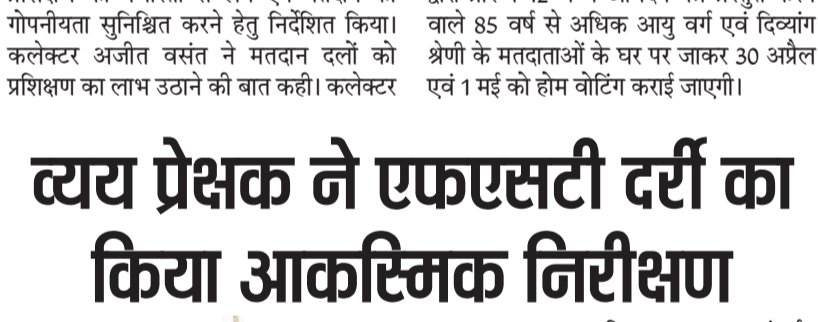 गोपनीयता सुनिश्चित करने हेतु निर्देशित किया।
कलेक्टर अजीत वसंत ने मतदान दलों को
प्रशिक्षण का लाभ उठाने की बात कही। कलेक्टर
वाले 85 वर्ष से अधिक आयु वर्ग एवं दिव्यांग
श्रेणी के मतदाताओं के घर पर जाकर 30 अप्रैल
एवं 1 मई को होम वोटिंग कराई जाएगी।
व्यय प्रेक्षक ने एफएसटी दर्री का
किया आकस्मिक निरीक्षण